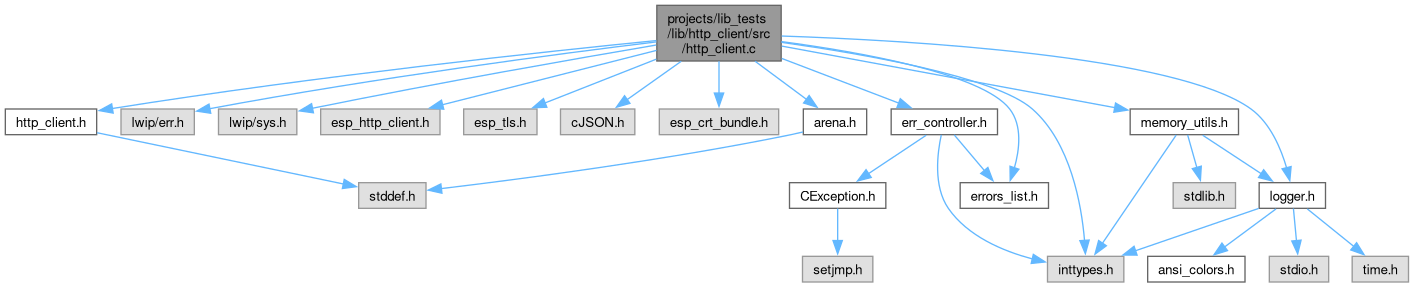 projects/lib_tests
/lib/http_client/src
/http_client.c
http_client.h
lwip/err.h
lwip/sys.h
esp_http_client.h
esp_tls.h
cJSON.h
esp_crt_bundle.h
arena.h
err_controller.h
memory_utils.h
stddef.h
CException.h
errors_list.h
stdlib.h
logger.h
setjmp.h
inttypes.h
ansi_colors.h
stdio.h
time.h